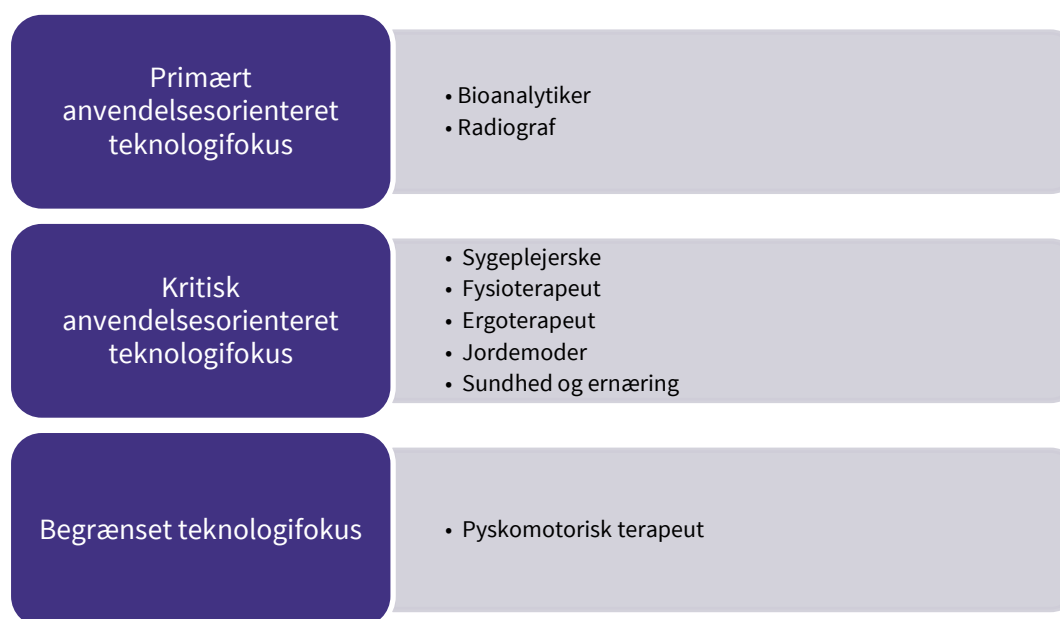 Primært
anvendelsesorienteret
teknologifokus
• Bioanalytiker
• Radiograf
Kritisk
anvendelsesorienteret
teknologifokus
• Sygeplejerske
• Fysioterapeut
• Ergoterapeut
• Jordemoder
• Sundhed og ernæring
Begrænset teknologifokus
• Pyskomotorisk terapeut